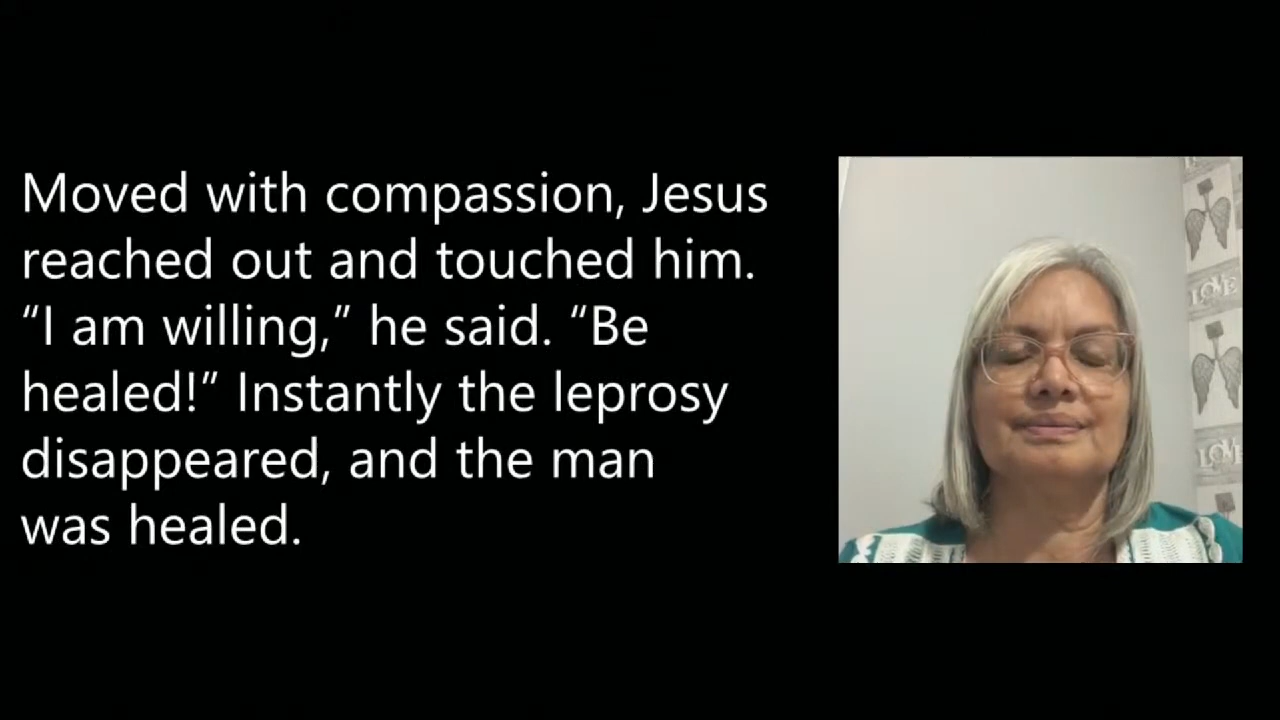 Moved with compassion, Jesus
reached out and touched him.
“I am willing,” he said. “Be
healed!” Instantly the leprosy
disappeared, and the man
was healed.
LOVE
LOVE